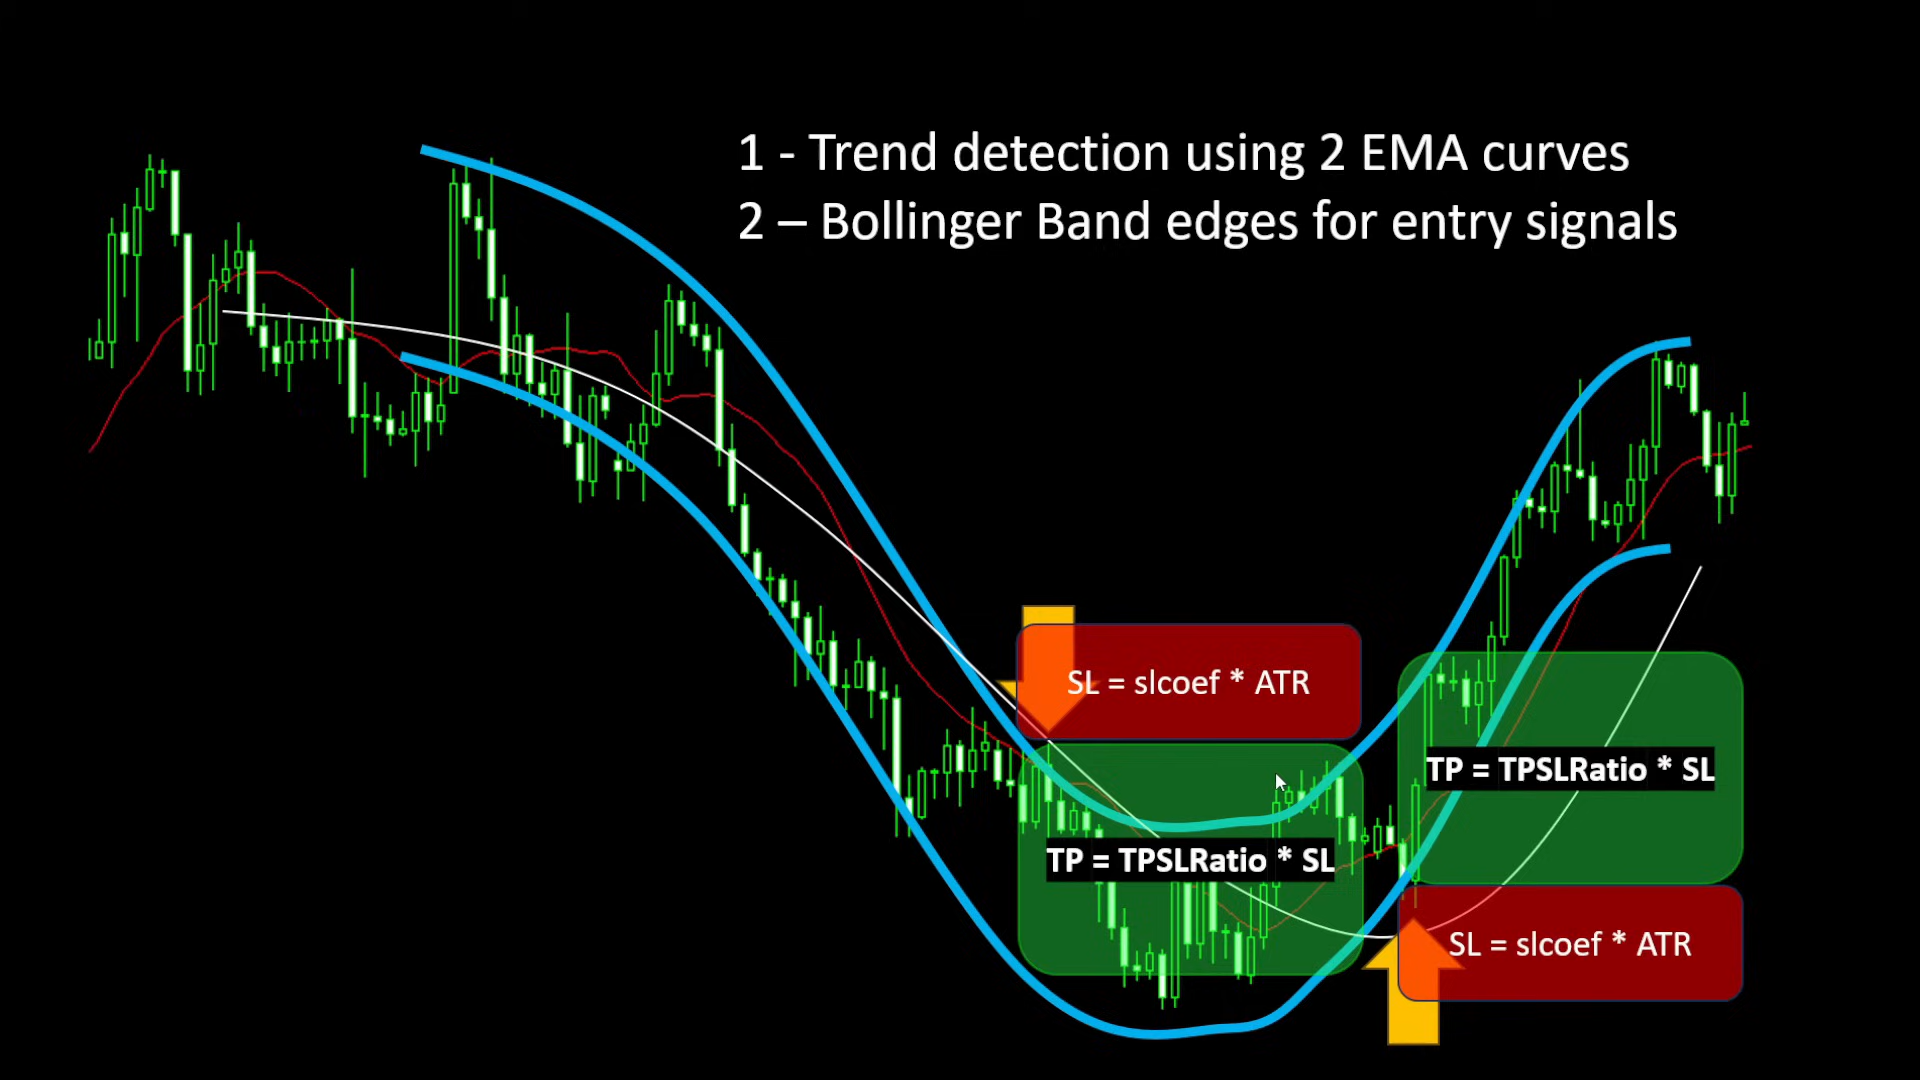 1 - Trend detection using 2 EMA curves
2 – Bollinger Band edges for entry signals
SL = slcoef * ATR
TP = TPSLRatio * SL
TP = TPSLRatio * SL
SL = slcoef * ATR